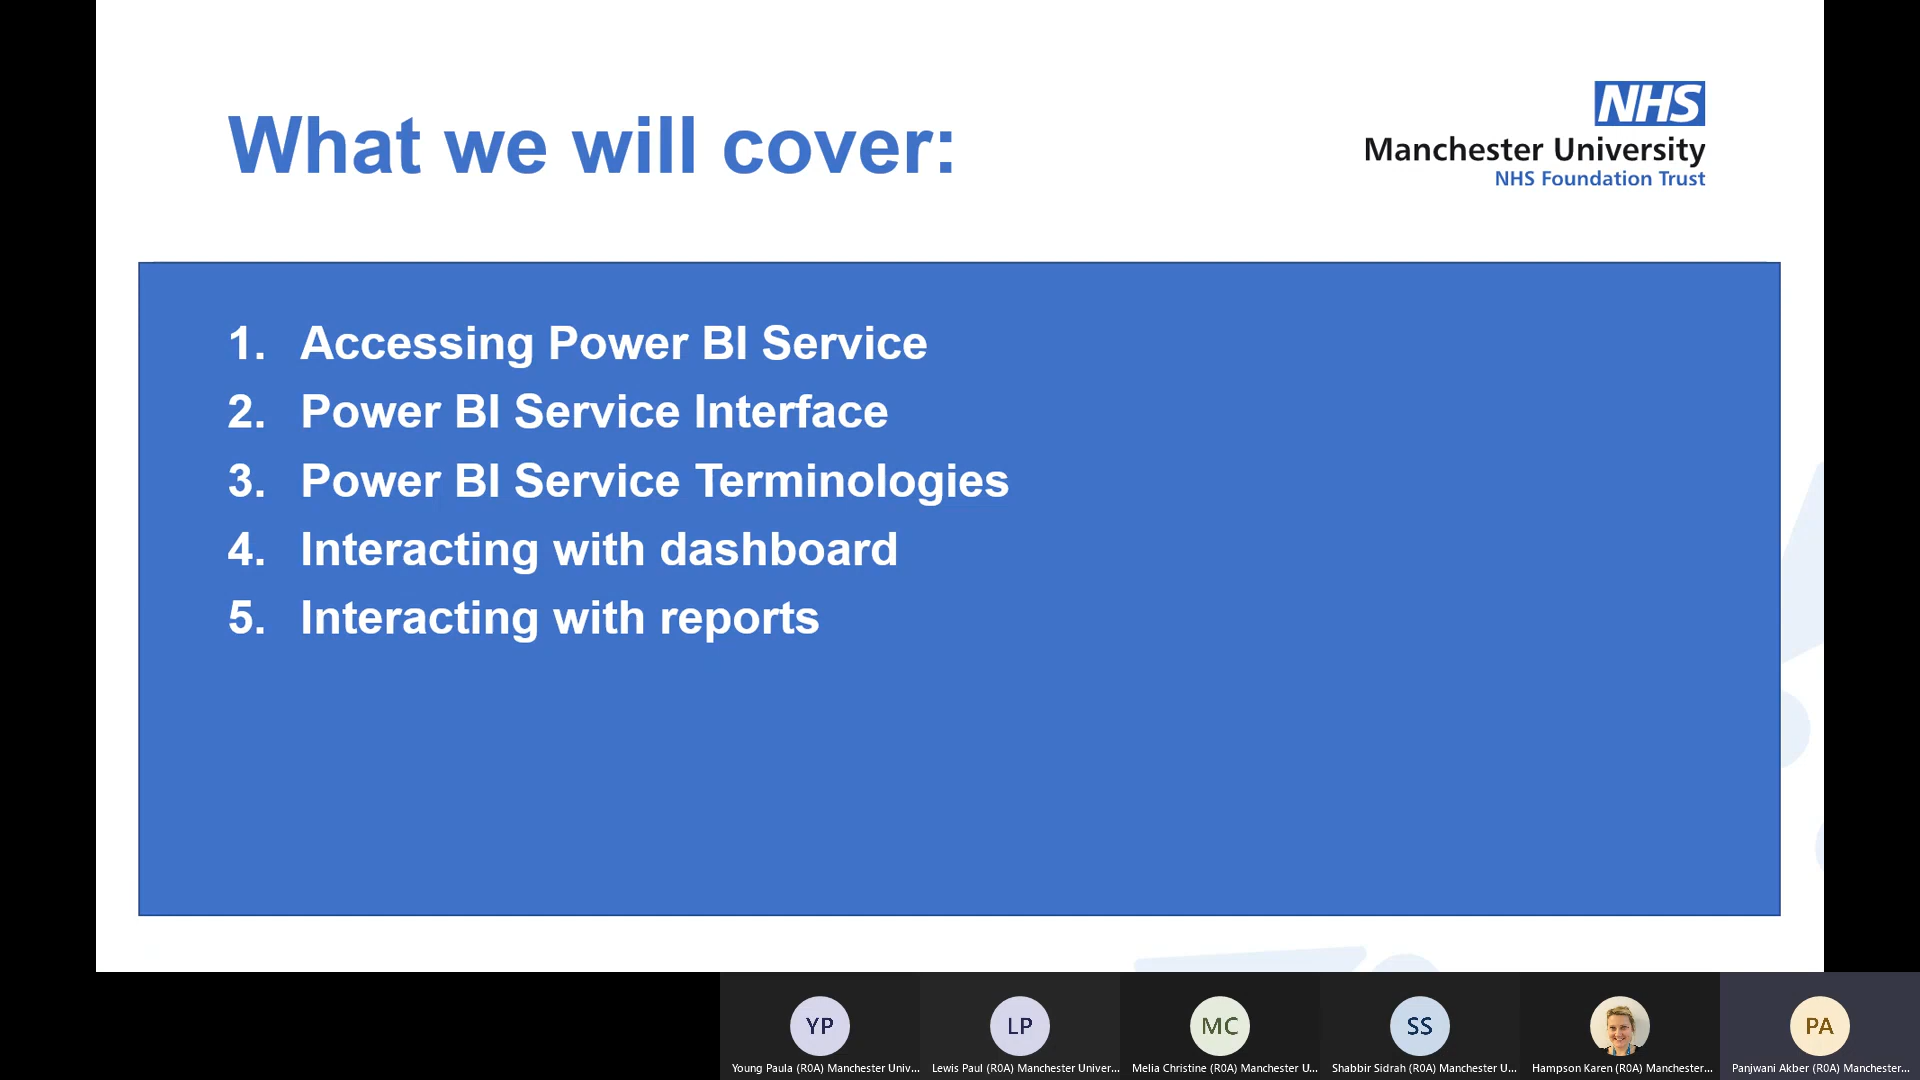 What we will cover:
NHS
Manchester University
NHS Foundation Trust
1. Accessing Power BI Service
2. Power BI Service Interface
3. Power BI Service Terminologies
4. Interacting with dashboard
5. Interacting with reports
YP
LP
MC
SS
PA
Young Paula (R0A) Manchester Univ...
Lewis Paul (R0A) Manchester Univer...
Melia Christine (R0A) Manchester U...
Shabbir Sidrah (R0A) Manchester U...
Hampson Karen (R0A) Manchester...
Panjwani Akber (R0A) Manchester...